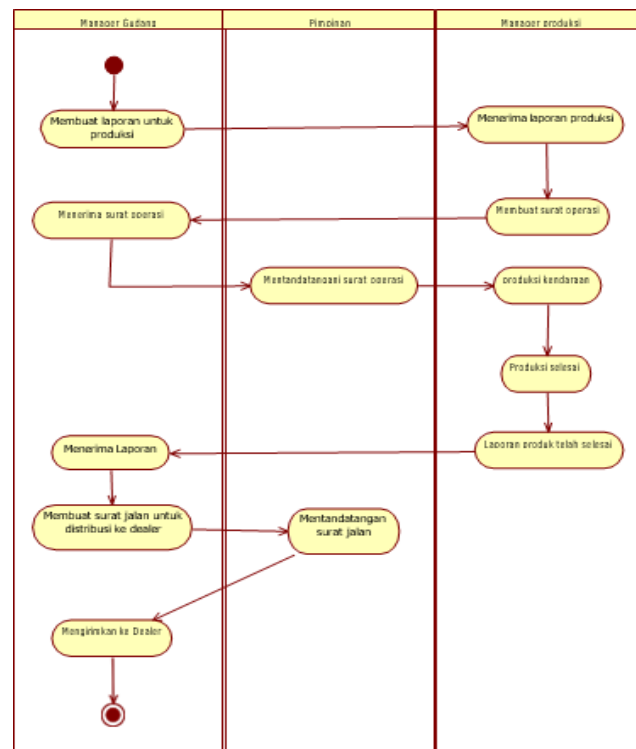 Manager Gudang
Pimpinan
Manager produksi
Membuat laporan untuk
produksi
Menerima laporan produksi
Menerima surat operasi
Membuat surat operasi
Mentandatangani surat operasi
produksi kendaraan
Produksi selesai
Menerima Laporan
Laporan produk telah selesai
Membuat surat jalan untuk
distribusi ke dealer
Mentandatangan
surat jalan
Mengirimkan ke Dealer